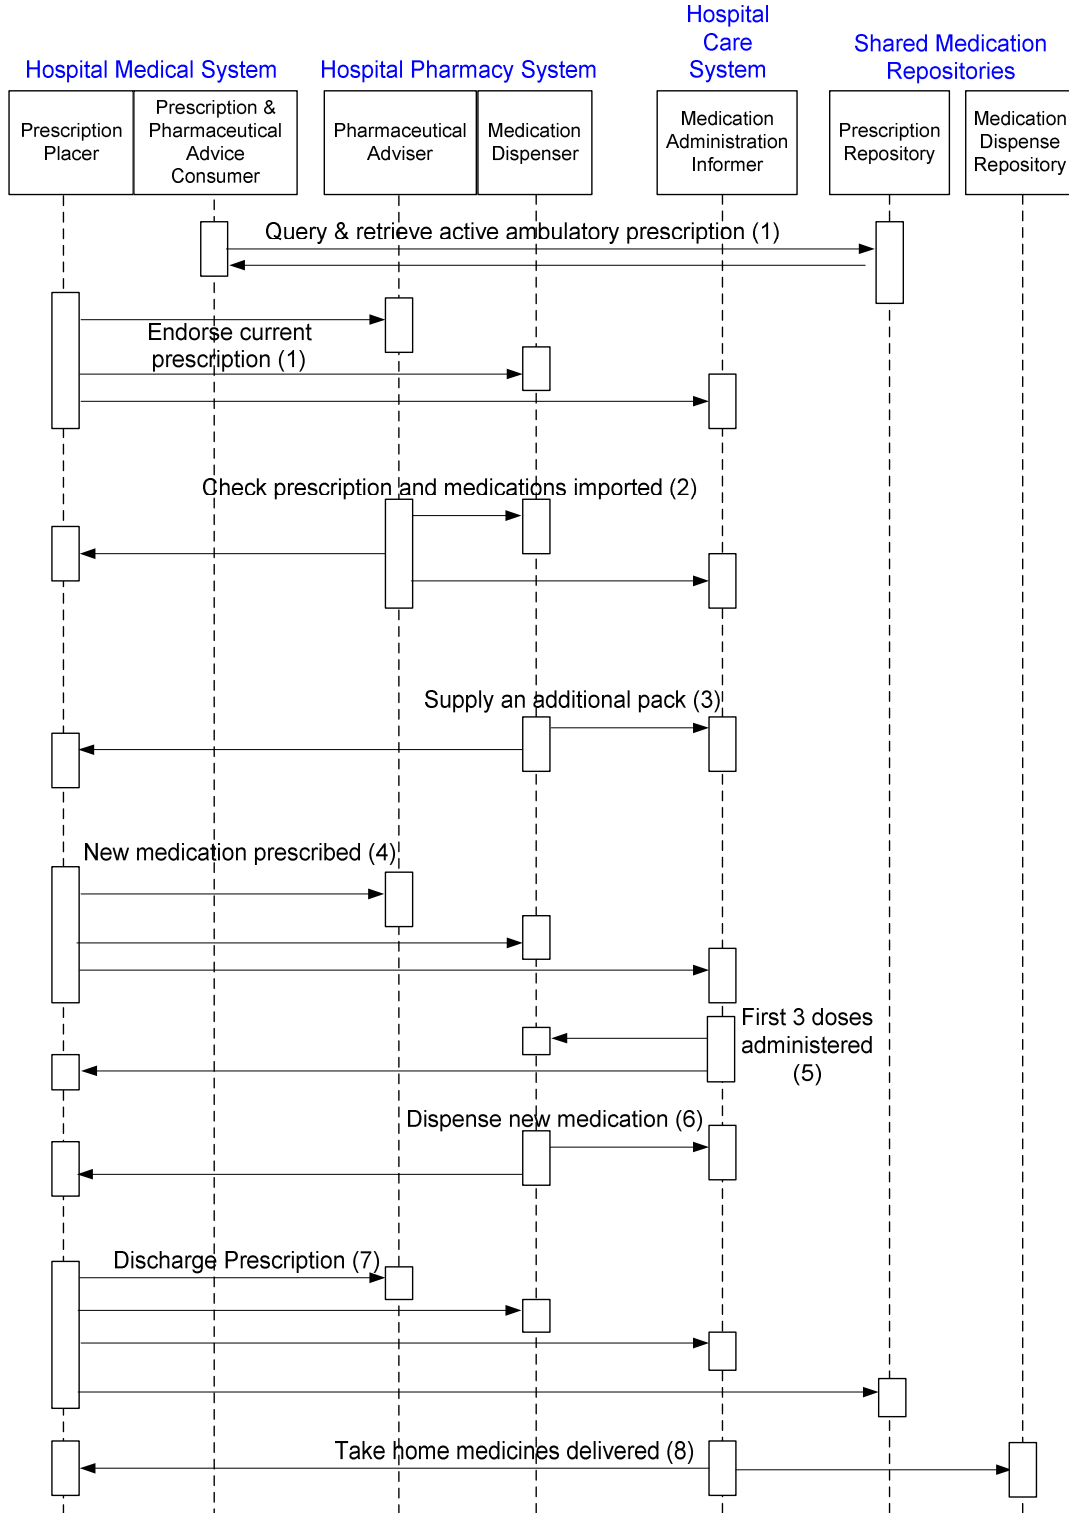 Hospital Medical System
Hospital Pharmacy System
Hospital
Care
System
Shared Medication
Repositories
Prescription
Placer
Prescription &
Pharmaceutical
Advice
Consumer
Pharmaceutical
Adviser
Medication
Dispenser
Medication
Administration
Informer
Prescription
Repository
Medication
Dispense
Repository
Query & retrieve active ambulatory prescription (1)
Endorse current
prescription (1)
Check prescription and medications imported (2)
Supply an additional pack (3)
New medication prescribed (4)
First 3 doses
administered
(5)
Dispense new medication (6)
Discharge Prescription (7)
Take home medicines delivered (8)